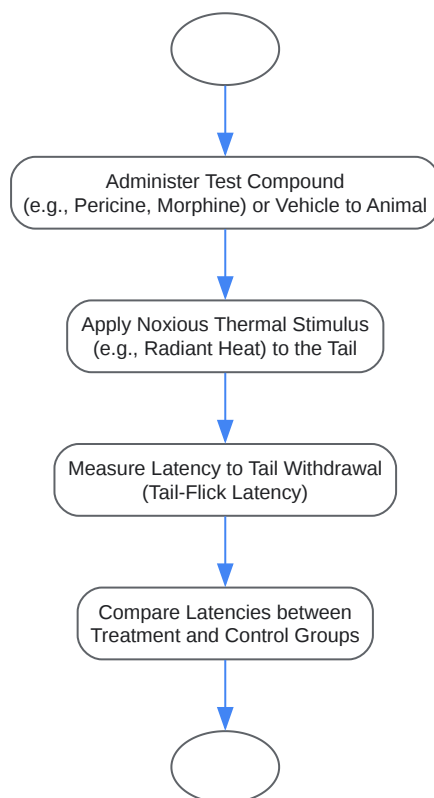 Administer Test Compound
(e.g., Pericine, Morphine) or Vehicle to Animal
Apply Noxious Thermal Stimulus
(e.g., Radiant Heat) to the Tail
Measure Latency to Tail Withdrawal
(Tail-Flick Latency)
Compare Latencies between
Treatment and Control Groups